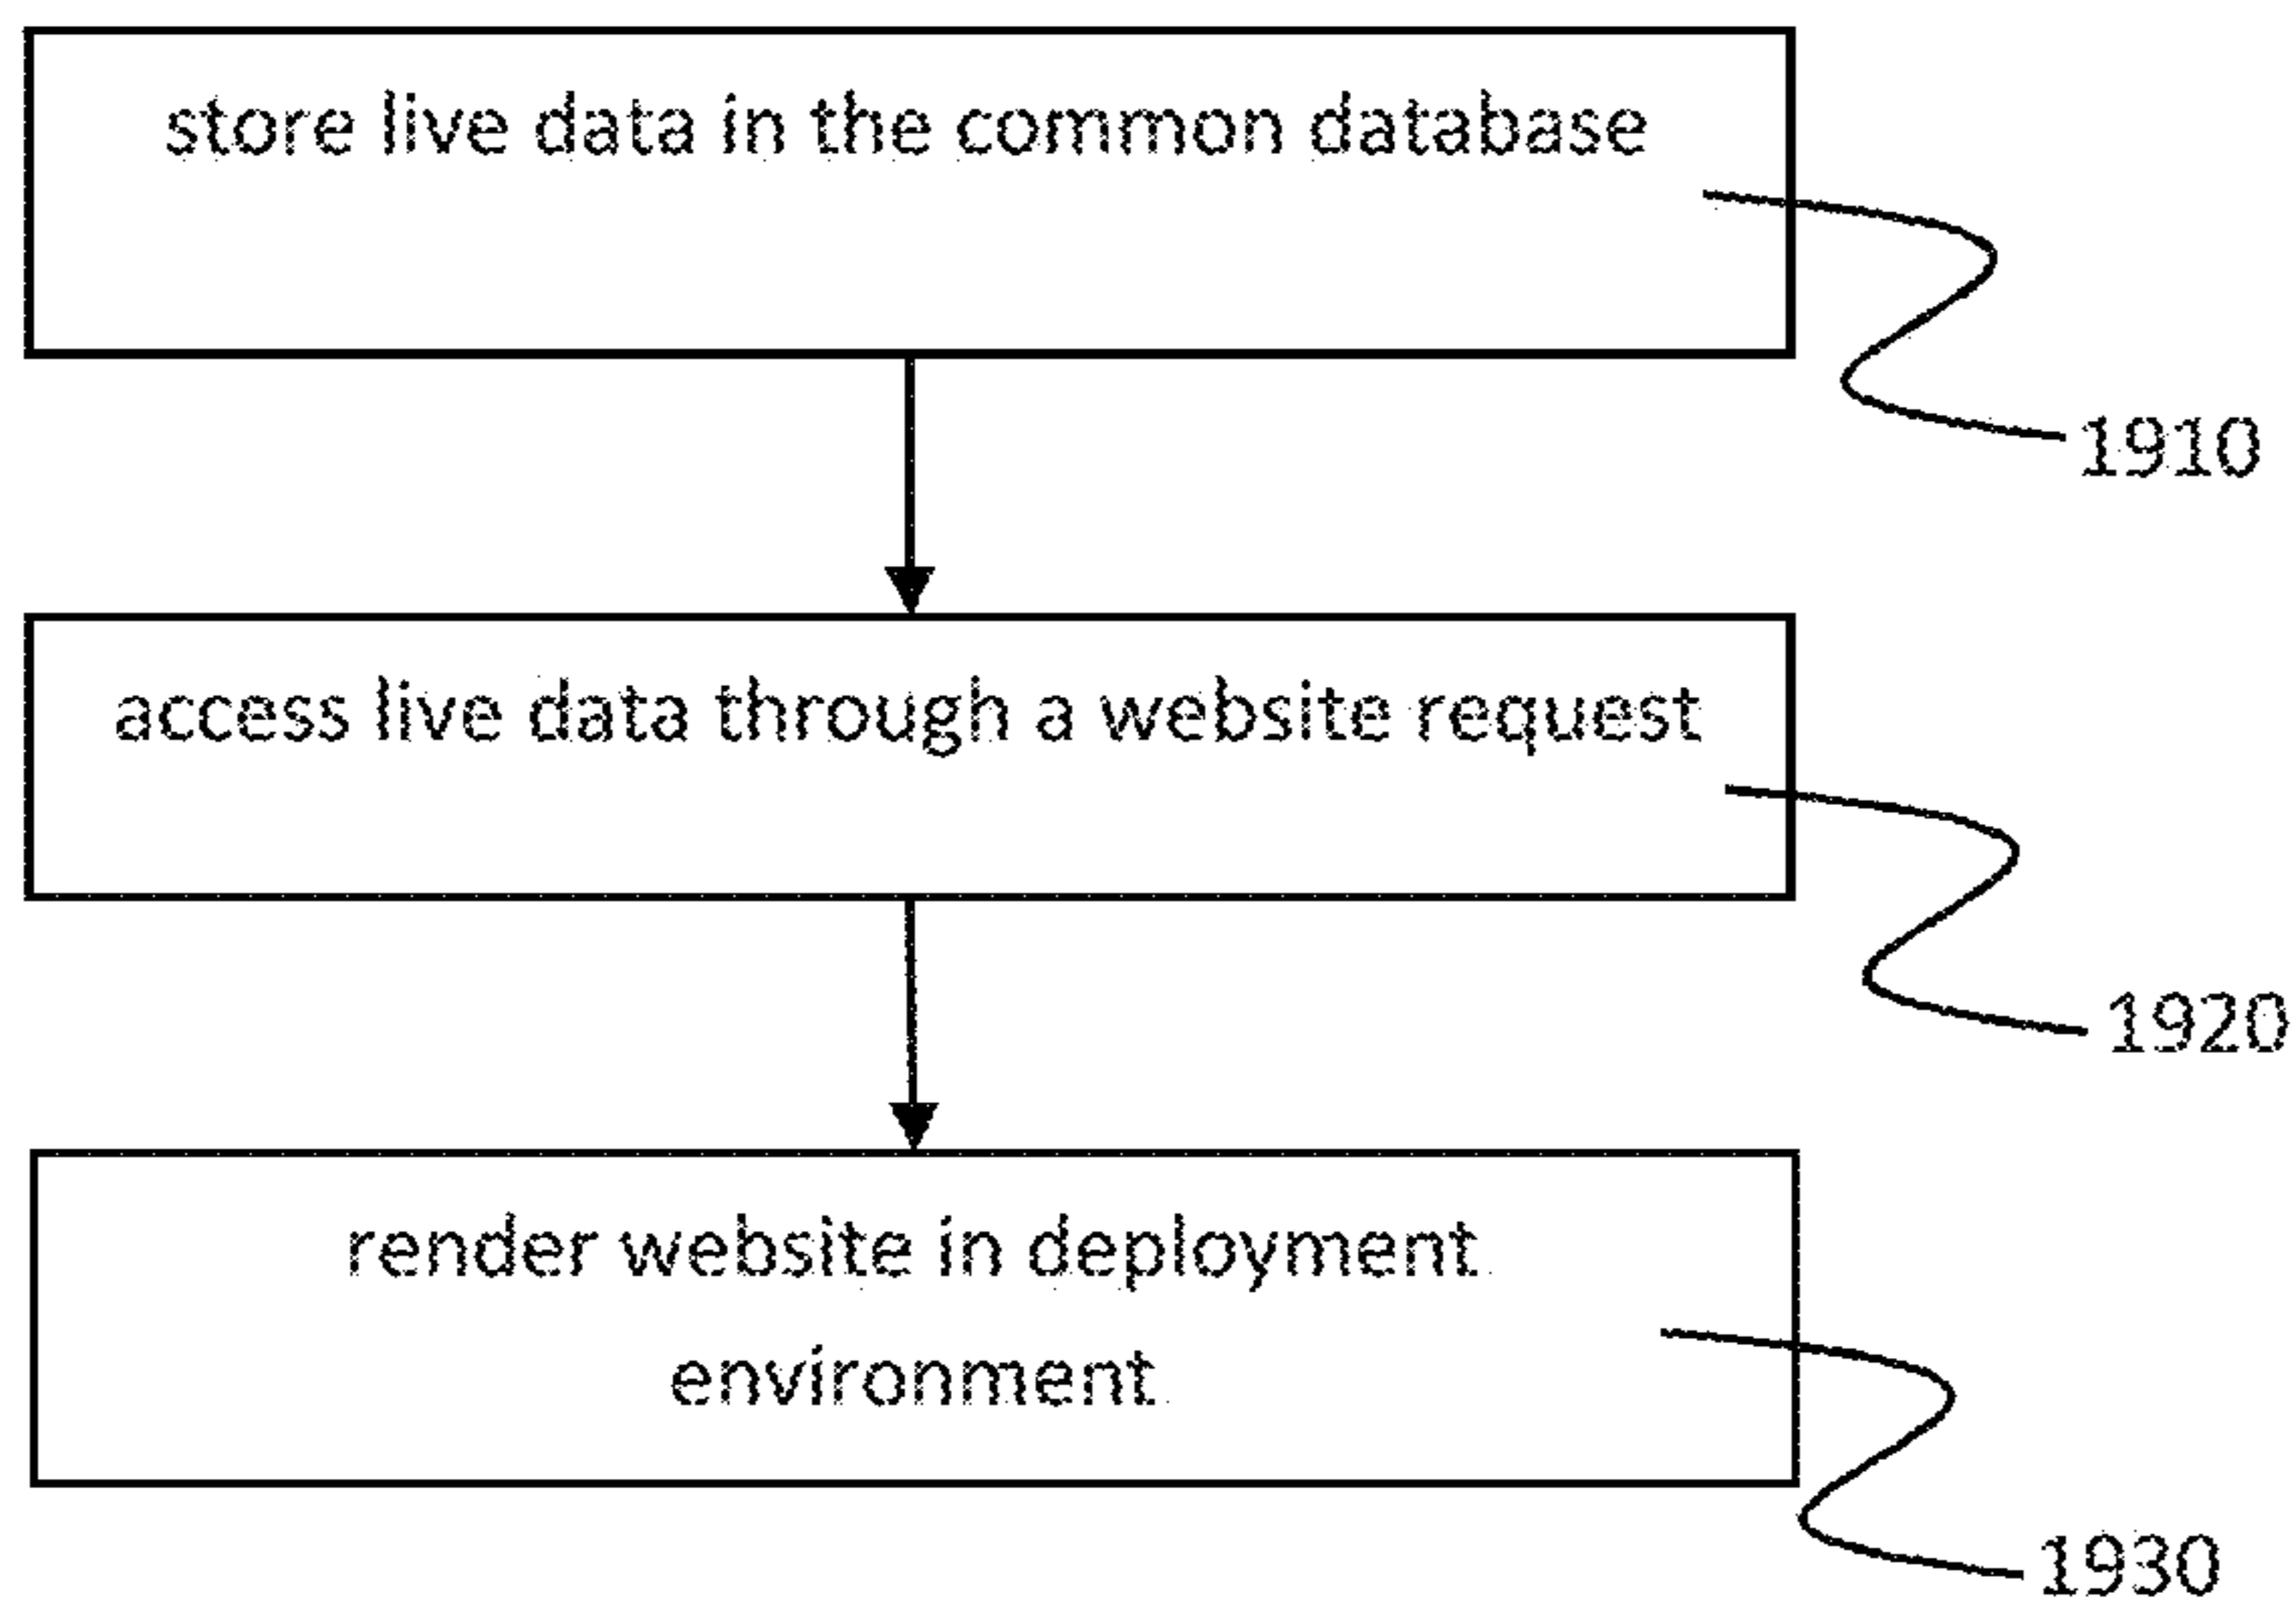 store live data in the common database
1910
access live data through a website request
1920
render website in deployment
environment
1930